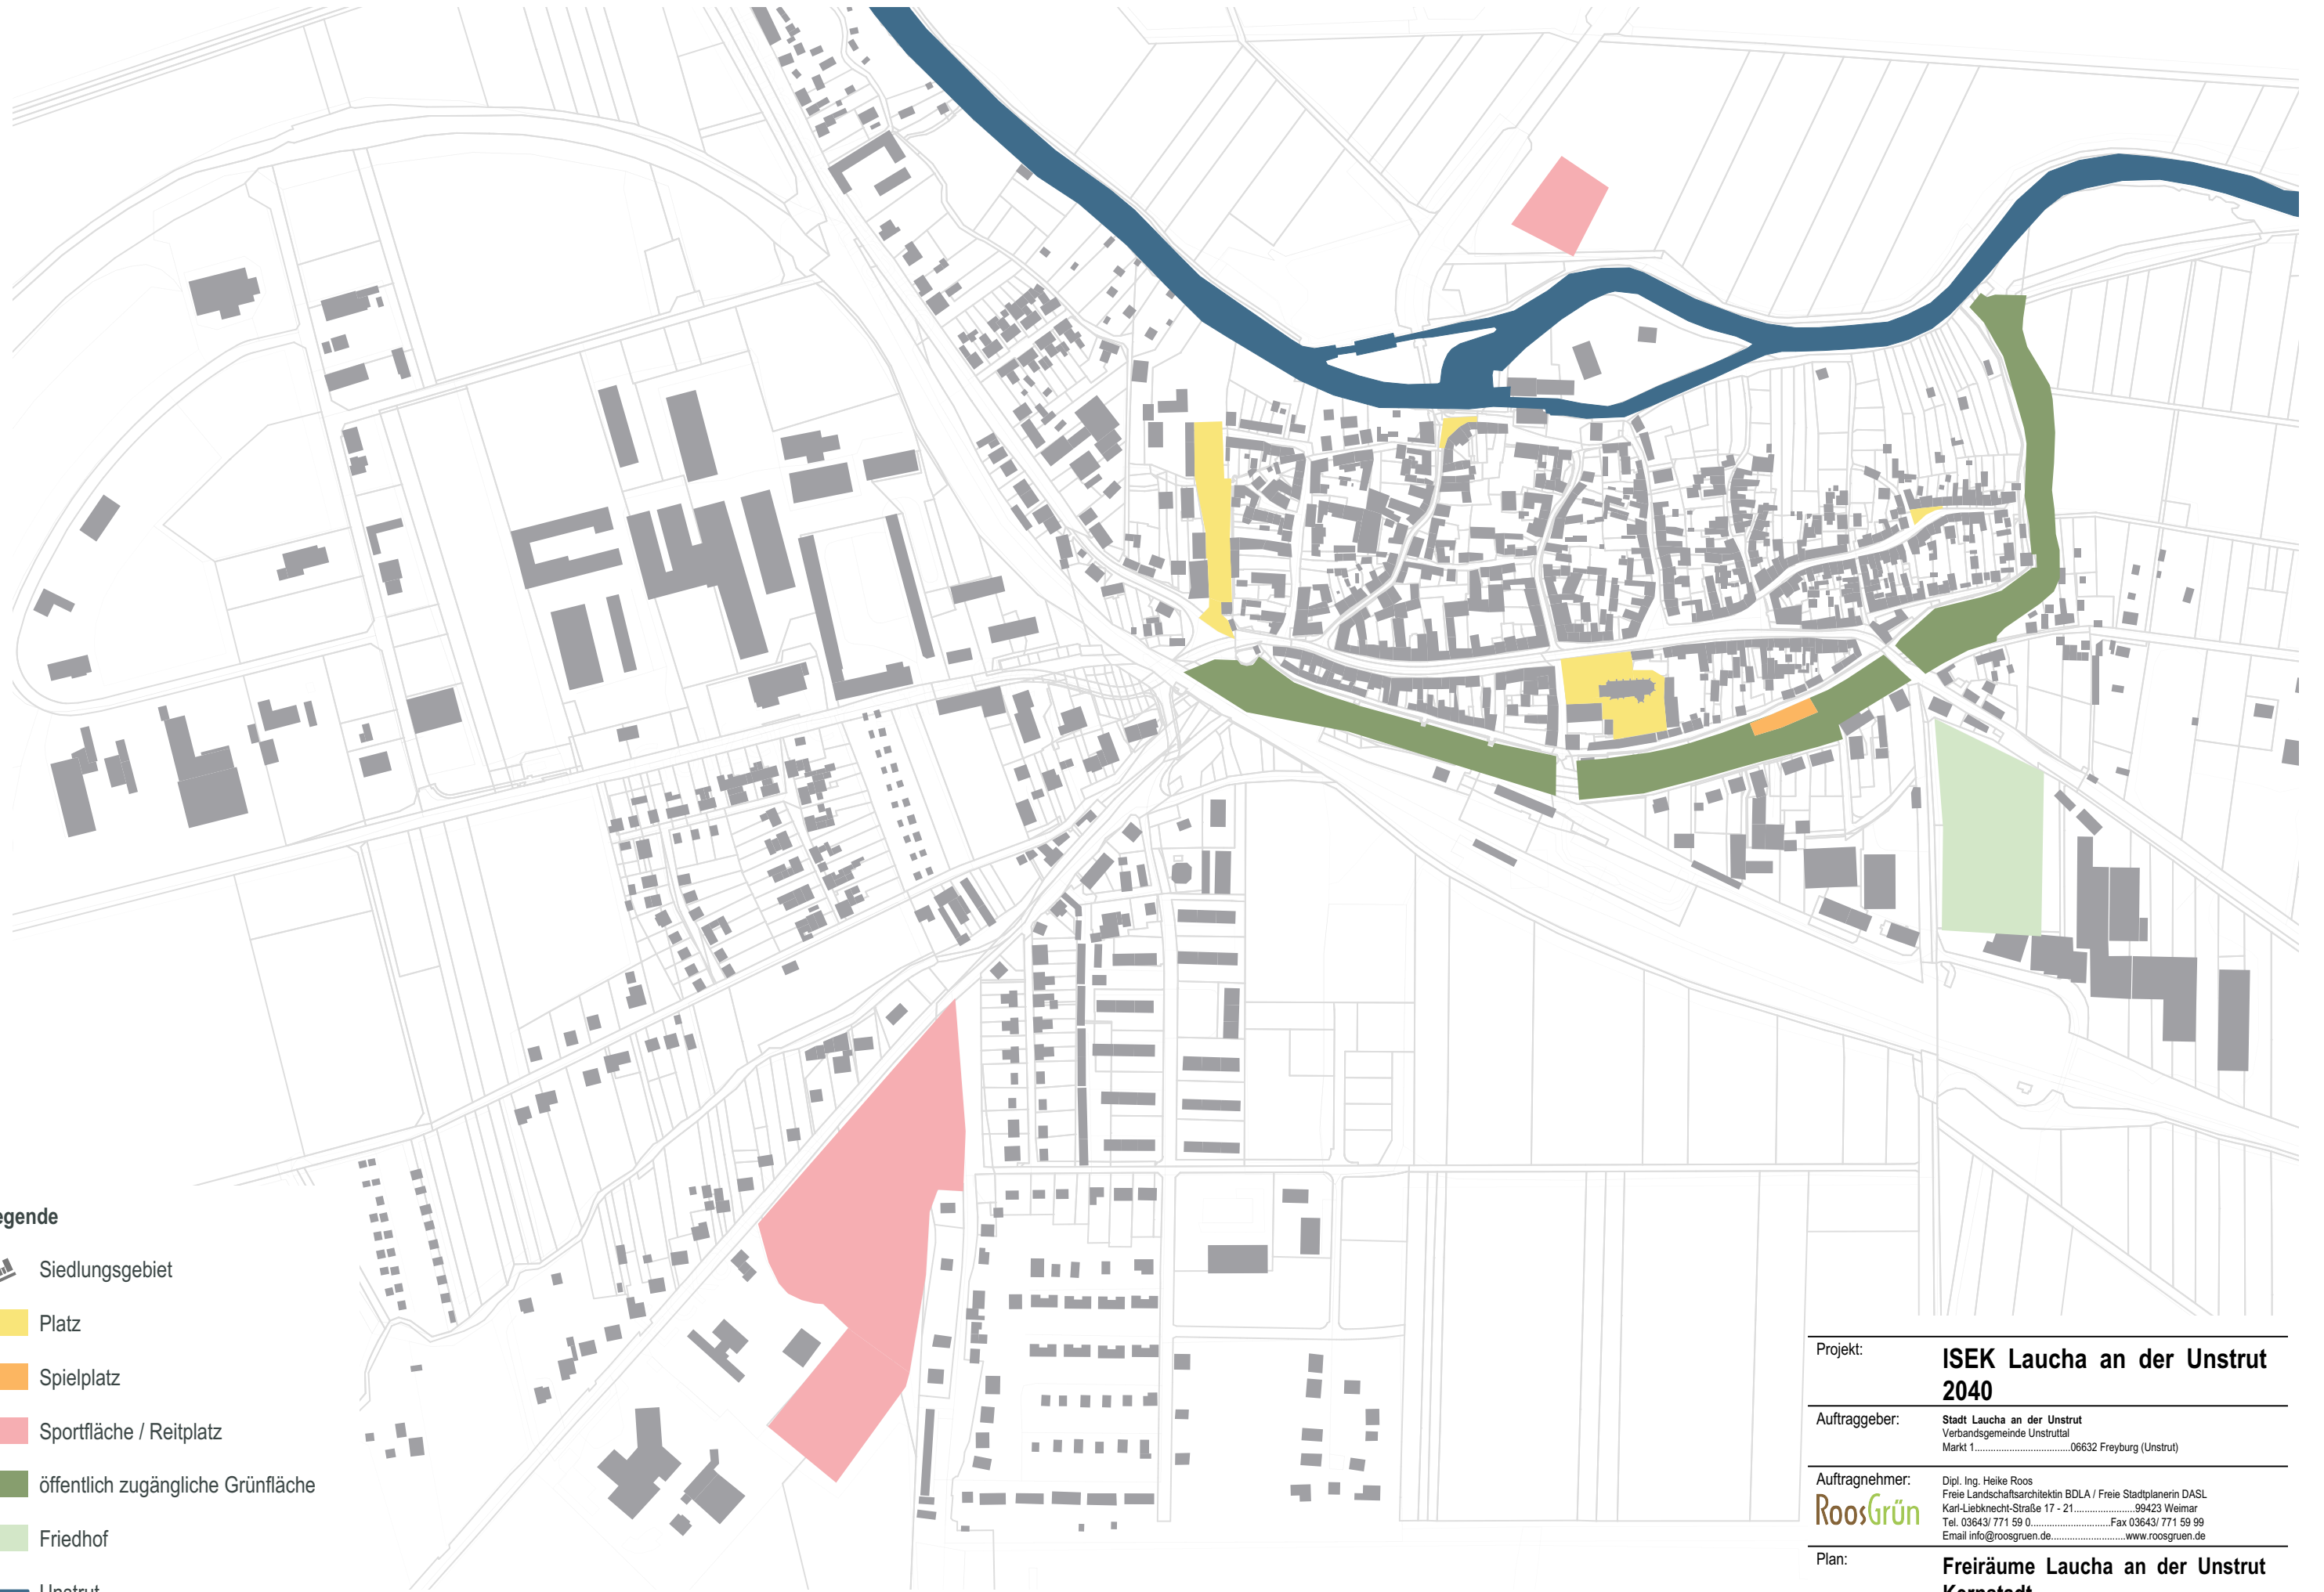 egende
Siedlungsgebiet
Platz
Spielplatz
Sportfläche / Reitplatz
öffentlich zugängliche Grünfläche
Friedhof
Unstrut
Projekt:
ISEK Laucha an der Unstrut
2040
Auftraggeber:
Stadt Laucha an der Unstrut
Verbandsgemeinde Unstruttal
Markt 1....................................06632 Freyburg (Unstrut)
Auftragnehmer:
RoosGrün
Dipl. Ing. Heike Roos
Freie Landschaftsarchitektin BDLA / Freie Stadtplanerin DASL
Karl-Liebknecht-Straße 17 - 21.......................99423 Weimar
Tel. 03643/ 771 59 0..............................Fax 03643/ 771 59 99
Email info@roosgruen.de............................www.roosgruen.de
Plan:
Freiräume Laucha an der Unstrut
Kernstadt